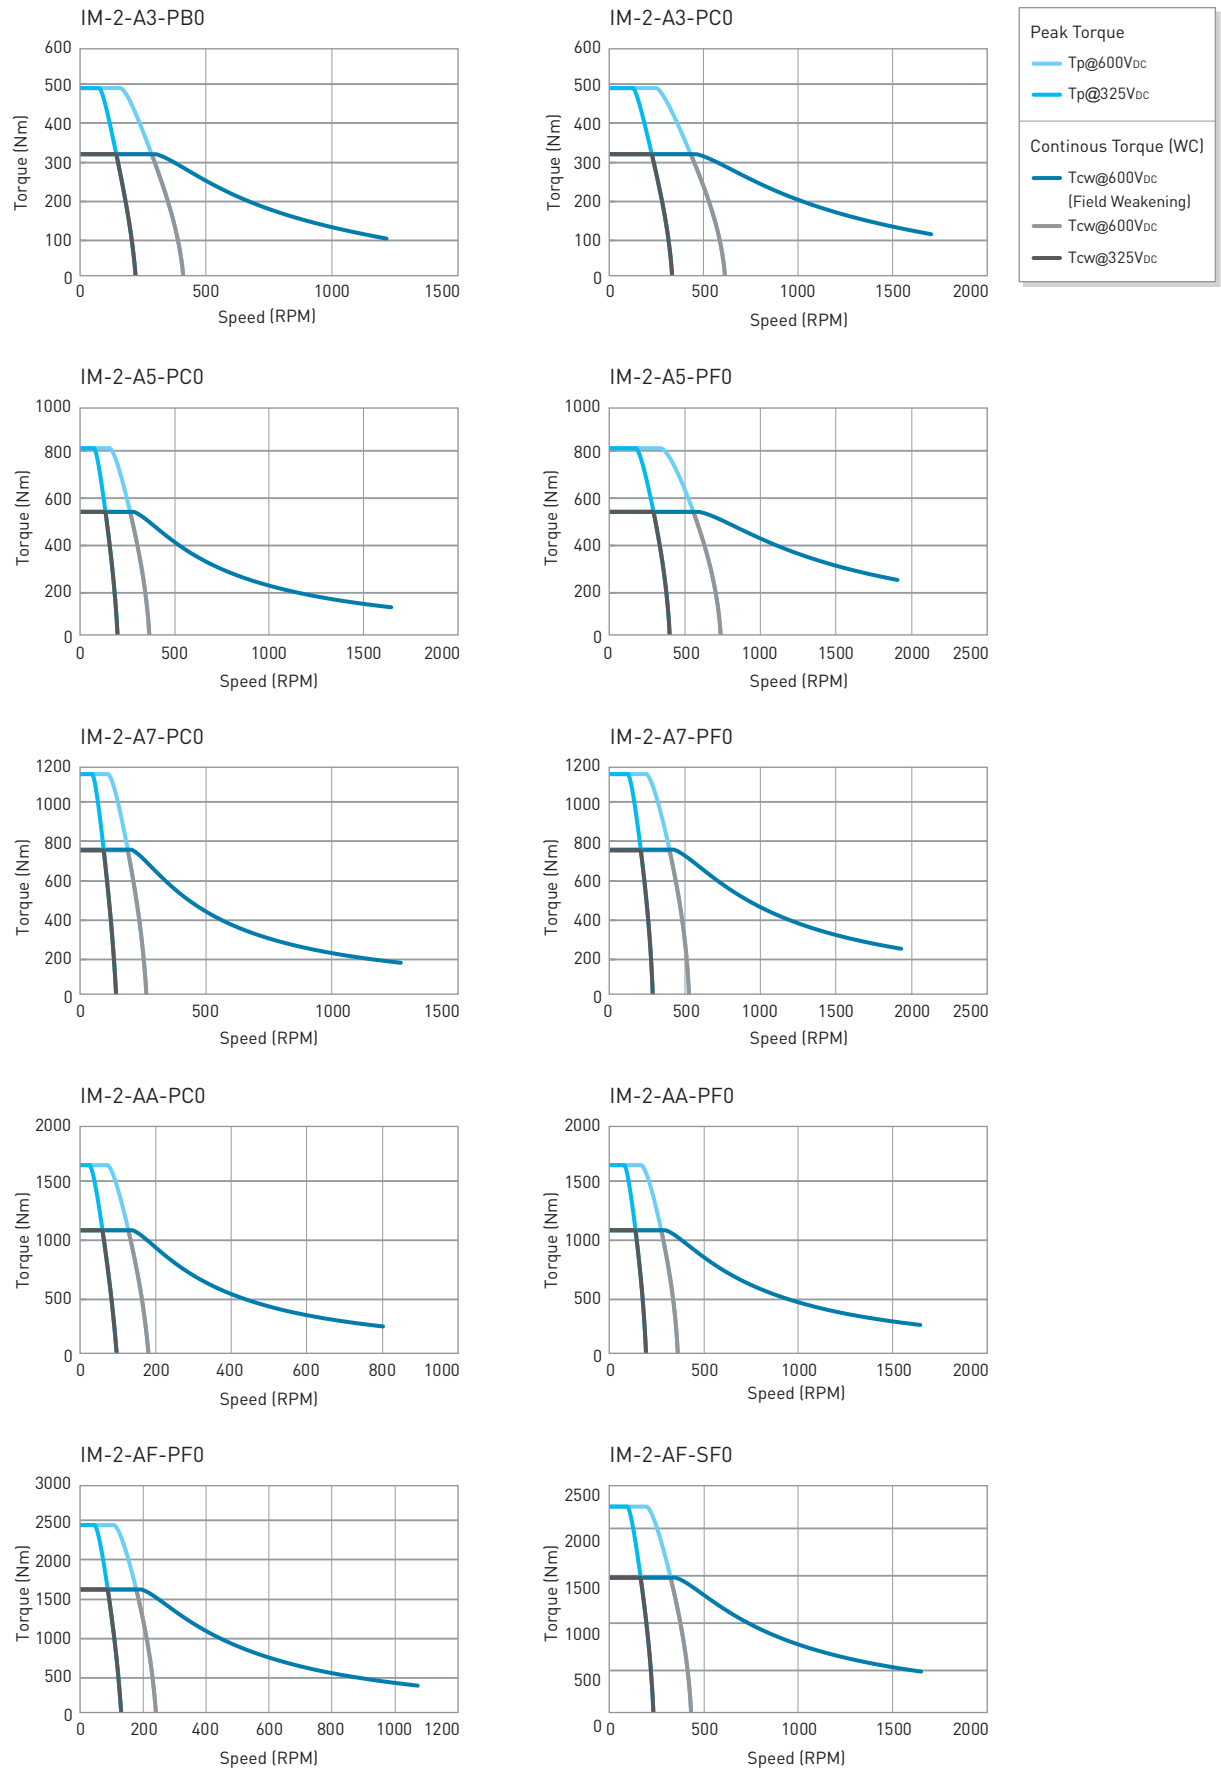 IM-2-A3-PB0
600
500
400
300
200
100
0
Torque (Nm)
0 500 1000 1500
Speed (RPM)
IM-2-A3-PC0
600
500
400
300
200
100
0
Torque (Nm)
0 500 1000 1500 2000
Speed (RPM)
Peak Torque
Tp@600VDC
Tp@325VDC
Continous Torque (WC)
Tcw@600VDC
(Field Weakening)
Tcw@600VDC
Tcw@325VDC
IM-2-A5-PC0
1000
800
600
400
200
0
Torque (Nm)
0 500 1000 1500 2000
Speed (RPM)
IM-2-A5-PF0
1000
800
600
400
200
0
Torque (Nm)
0 500 1000 1500 2000 2500
Speed (RPM)
IM-2-A7-PC0
1200
1000
800
600
400
200
0
Torque (Nm)
0 500 1000 1500
Speed (RPM)
IM-2-A7-PF0
1200
1000
800
600
400
200
0
Torque (Nm)
0 500 1000 1500 2000 2500
Speed (RPM)
IM-2-AA-PC0
2000
1500
1000
500
0
Torque (Nm)
0 200 400 600 800 1000
Speed (RPM)
IM-2-AA-PF0
2000
1500
1000
500
0
Torque (Nm)
0 500 1000 1500 2000
Speed (RPM)
IM-2-AF-PF0
3000
2500
2000
1500
1000
500
0
Torque (Nm)
0 200 400 600 800 1000 1200
Speed (RPM)
IM-2-AF-SF0
2500
2000
1500
1000
500
0
Torque (Nm)
0 500 1000 1500 2000
Speed (RPM)